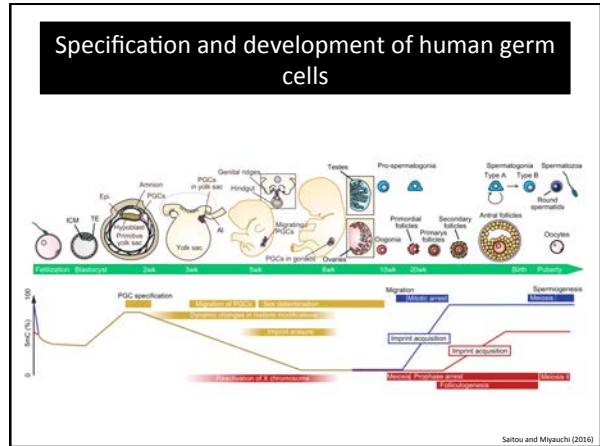 Specification and development of human germ
cells
Genital ridges
Hindgut
PGCs
in yolk sac
Amnion
PGCs
Epi
ICM
TE
Hypoblast
Primitive
yolk sac
Yolk sac
Al
Migrating
PGCs
PGCs in gonads
Testes
Ovaries
Pro-spermatogonia
Oogonia
Primordial
follicles
Primarys
follicles
Secondary
follicles
Spermatogonia
Type A
Type B
Spermatozoa
Round
spermatids
Antral follicles
Oocytes
Fertilization
Blastocyst
2wk
3wk
5wk
8wk
10wk
20wk
Birth
Puberty
100
5mC (%)
0
PGC specification
Migration of PGCs
Sex determination
Dynamic changes in histone modifications
Imprint erasure
Reactivation of X chromosome
Migration
Mitotic arrest
Spermogenesis
Meiosis
Imprint acquisition
Imprint acquisition
Meiosis
Prophase arrest
Meiosis II
Folliculogenesis
Saitou and Miyauchi (2016)